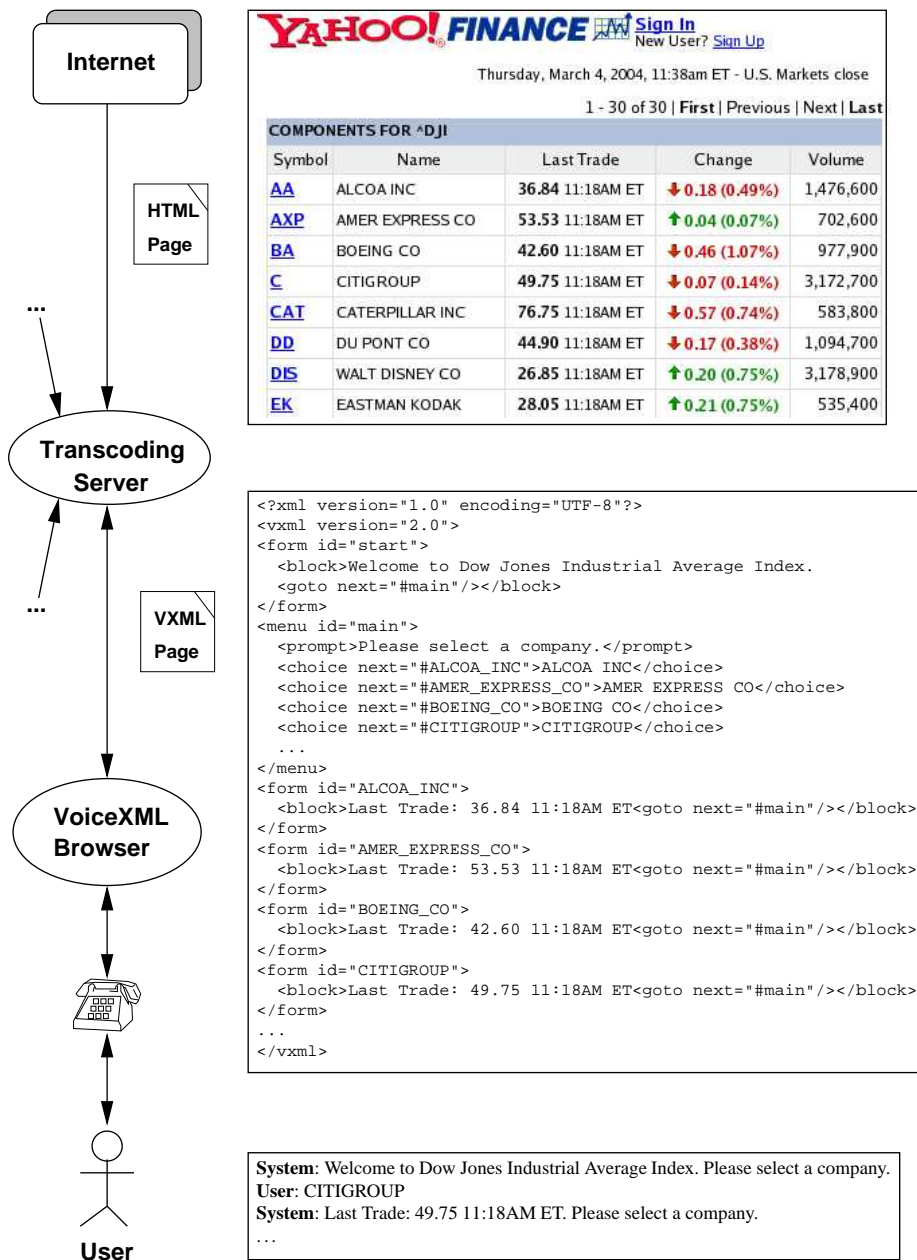 Internet
HTML
Page
...
Transcoding
Server
...
VXML
Page
VoiceXML
Browser
User
YAHOO! FINANCE Sign In
New User? Sign Up
Thursday, March 4, 2004, 11:38am ET - U.S. Markets close
1 - 30 of 30 | First | Previous | Next | Last
COMPONENTS FOR ^DJI
Symbol Name Last Trade Change Volume
AA ALCOA INC 36.84 11:18AM ET 0.18 (0.49%) 1,476,600
AXP AMER EXPRESS CO 53.53 11:18AM ET 0.04 (0.07%) 702,600
BA BOEING CO 42.60 11:18AM ET 0.46 (1.07%) 977,900
C CITIGROUP 49.75 11:18AM ET 0.07 (0.14%) 3,172,700
CAT CATERPILLAR INC 76.75 11:18AM ET 0.57 (0.74%) 583,800
DD DU PONT CO 44.90 11:18AM ET 0.17 (0.38%) 1,094,700
DIS WALT DISNEY CO 26.85 11:18AM ET 0.20 (0.75%) 3,178,900
EK EASTMAN KODAK 28.05 11:18AM ET 0.21 (0.75%) 535,400
<?xml version="1.0" encoding="UTF-8"?>
<vxml version="2.0">
<form id="start">
  <block>Welcome to Dow Jones Industrial Average Index.
  <goto next="#main"/></block>
</form>
<menu id="main">
  <prompt>Please select a company.</prompt>
  <choice next="#ALCOA_INC">ALCOA INC</choice>
  <choice next="#AMER_EXPRESS_CO">AMER EXPRESS CO</choice>
  <choice next="#BOEING_CO">BOEING CO</choice>
  <choice next="#CITIGROUP">CITIGROUP</choice>
  ...
</menu>
<form id="ALCOA_INC">
  <block>Last Trade: 36.84 11:18AM ET<goto next="#main"/></block>
</form>
<form id="AMER_EXPRESS_CO">
  <block>Last Trade: 53.53 11:18AM ET<goto next="#main"/></block>
</form>
<form id="BOEING_CO">
  <block>Last Trade: 42.60 11:18AM ET<goto next="#main"/></block>
</form>
<form id="CITIGROUP">
  <block>Last Trade: 49.75 11:18AM ET<goto next="#main"/></block>
</form>
...
</vxml>
System: Welcome to Dow Jones Industrial Average Index. Please select a company.
User: CITIGROUP
System: Last Trade: 49.75 11:18AM ET. Please select a company.
...